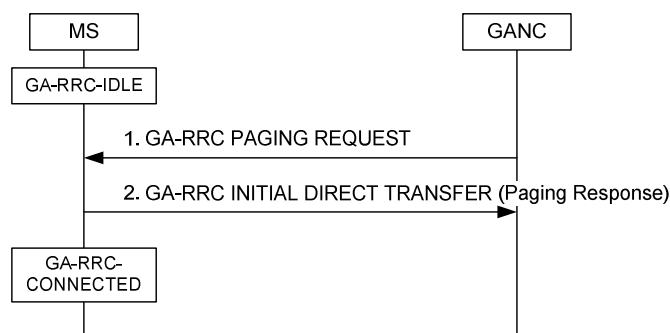 MS
GANC
GA-RRC-IDLE
1. GA-RRC PAGING REQUEST
2. GA-RRC INITIAL DIRECT TRANSFER (Paging Response)
GA-RRC-
CONNECTED